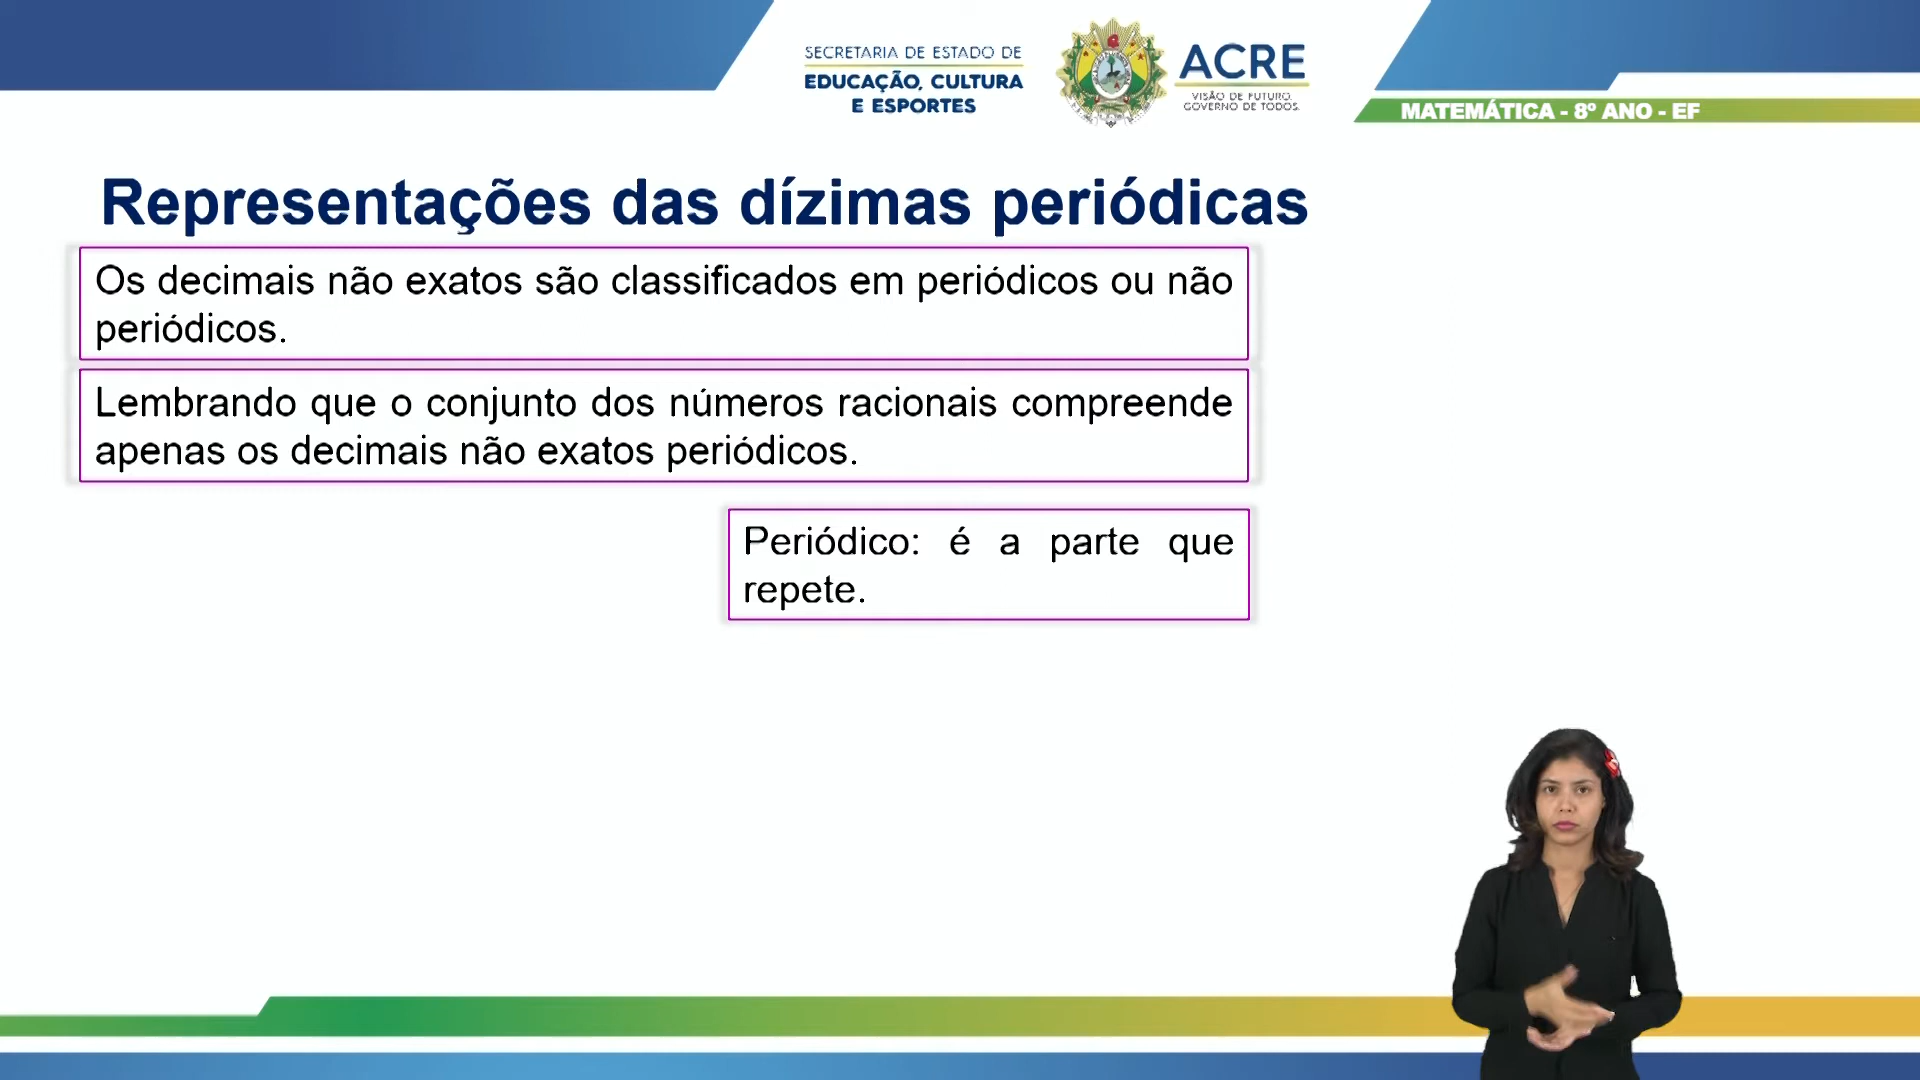 SECRETARIA DE ESTADO DE
EDUCAÇÃO, CULTURA
E ESPORTES
ACRE
VISÃO DE FUTURO.
GOVERNO DE TODOS.
MATEMÁTICA - 8º ANO - EF
Representações das dízimas periódicas
Os decimais não exatos são classificados em periódicos ou não
periódicos.
Lembrando que o conjunto dos números racionais compreende
apenas os decimais não exatos periódicos.
Periódico: é a parte que
repete.